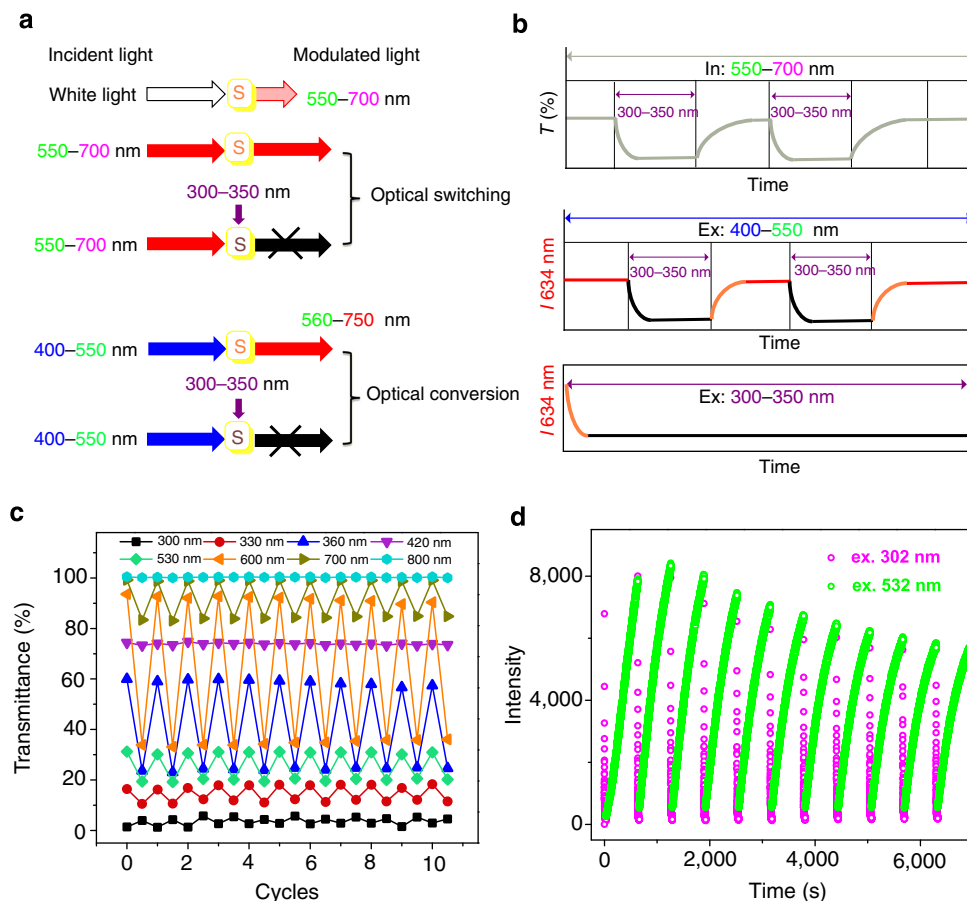 a
Incident light Modulated light
White light S 550–700 nm
550–700 nm S
300–350 nm
Optical switching
550–700 nm S
560–750 nm
400–550 nm S
300–350 nm
Optical conversion
400–550 nm S
b
In: 550–700 nm
300–350 nm 300–350 nm
T (%)
Time
Ex: 400–550 nm
300–350 nm 300–350 nm
I 634 nm
Time
Ex: 300–350 nm
I 634 nm
Time
c
300 nm 330 nm 360 nm 420 nm
530 nm 600 nm 700 nm 800 nm
100
80
60
40
20
0
Transmittance (%)
0 2 4 6 8 10
Cycles
d
ex. 302 nm
ex. 532 nm
8,000
4,000
0
Intensity
0 2,000 4,000 6,000
Time (s)